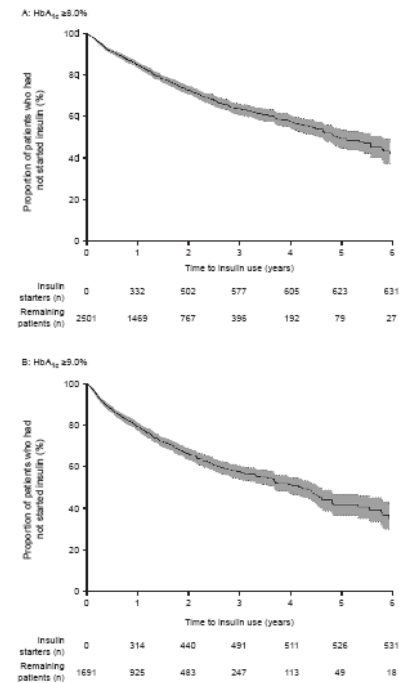 A: HbA1c ≥8.0%
Proportion of patients who had
not started insulin (%)
100
80
60
40
20
0
0 1 2 3 4 5 6
Time to insulin use (years)
Insulin
starters (n) 0 332 502 577 605 623 631
Remaining
patients (n) 2501 1469 767 396 192 79 27
B: HbA1c ≥9.0%
Proportion of patients who had
not started insulin (%)
100
80
60
40
20
0
0 1 2 3 4 5 6
Time to insulin use (years)
Insulin
starters (n) 0 314 440 491 511 526 531
Remaining
patients (n) 1691 925 483 247 113 49 18